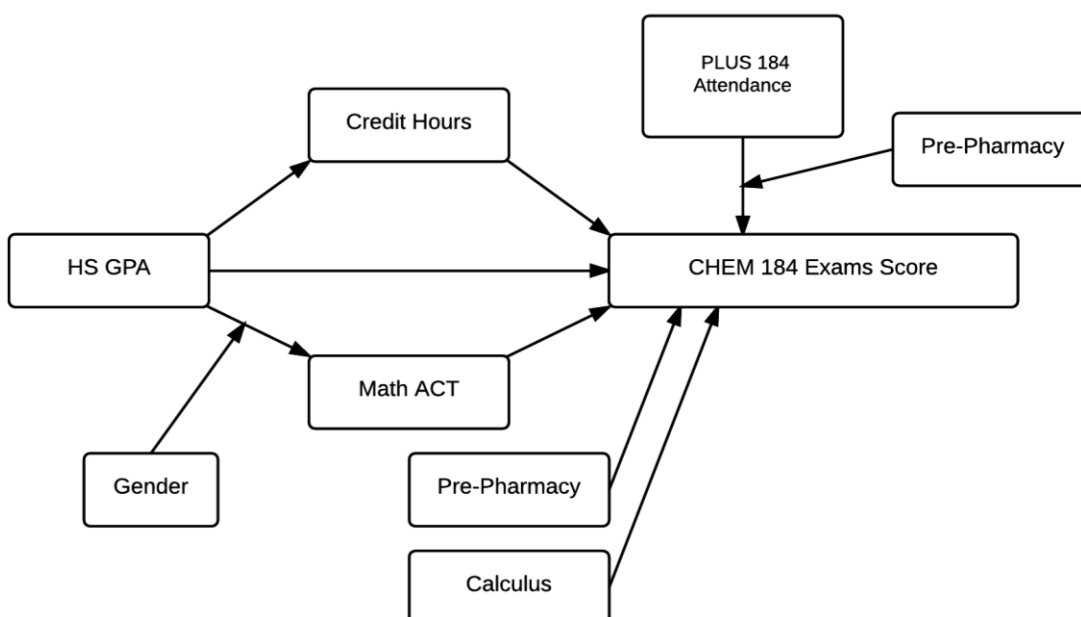 PLUS 184
Attendance
Credit Hours
Pre-Pharmacy
HS GPA
CHEM 184 Exams Score
Math ACT
Gender
Pre-Pharmacy
Calculus